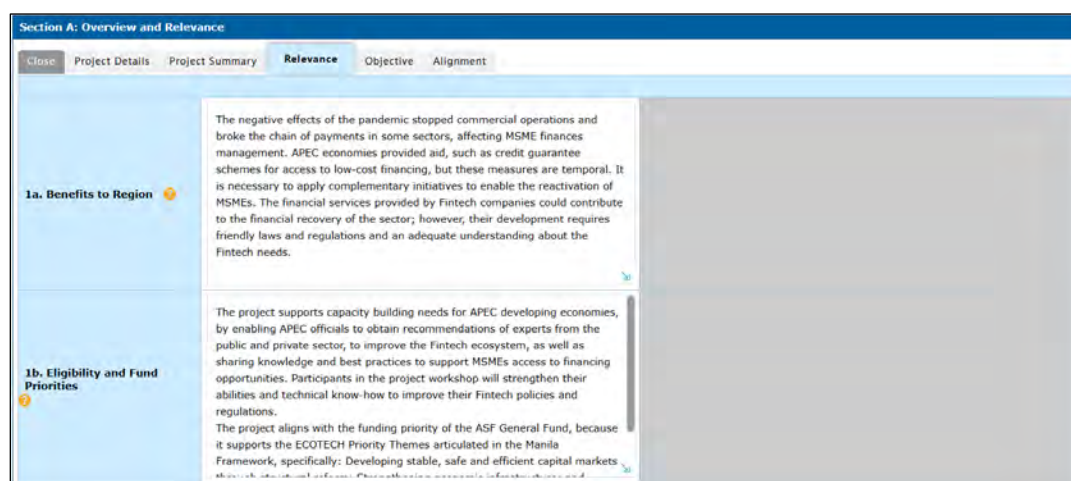 Section A: Overview and Relevance
Close Project Details Project Summary Relevance Objective Alignment
The negative effects of the pandemic stopped commercial operations and
broke the chain of payments in some sectors, affecting MSME finances
management. APEC economies provided aid, such as credit guarantee
schemes for access to low-cost financing, but these measures are temporal. It
is necessary to apply complementary initiatives to enable the reactivation of
MSMEs. The financial services provided by Fintech companies could contribute
to the financial recovery of the sector; however, their development requires
friendly laws and regulations and an adequate understanding about the
Fintech needs.
1a. Benefits to Region
The project supports capacity building needs for APEC developing economies,
by enabling APEC officials to obtain recommendations of experts from the
public and private sector, to improve the Fintech ecosystem, as well as
sharing knowledge and best practices to support MSMEs access to financing
opportunities. Participants in the project workshop will strengthen their
abilities and technical know-how to improve their Fintech policies and
regulations.
The project aligns with the funding priority of the ASF General Fund, because
it supports the ECOTECH Priority Themes articulated in the Manila
Framework, specifically: Developing stable, safe and efficient capital markets
1b. Eligibility and Fund
Priorities